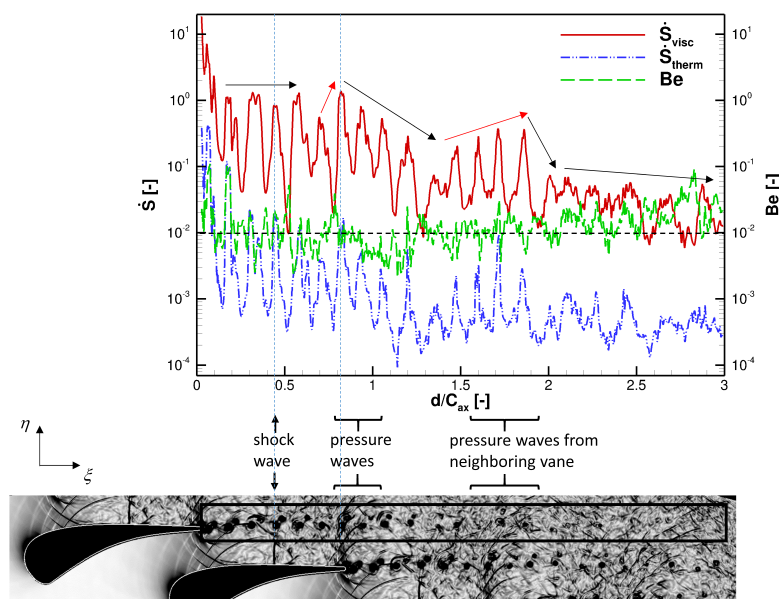 10¹
10⁰
10⁻¹
10⁻²
10⁻³
10⁻⁴
Ṡ [-]
Ṡvisc
Ṡtherm
Be
10¹
10⁰
10⁻¹
10⁻²
10⁻³
10⁻⁴
Be [-]
0 0.5 1 1.5 2 2.5 3
d/Cax [-]
η
ξ
shock
wave
pressure
waves
pressure waves from
neighboring vane